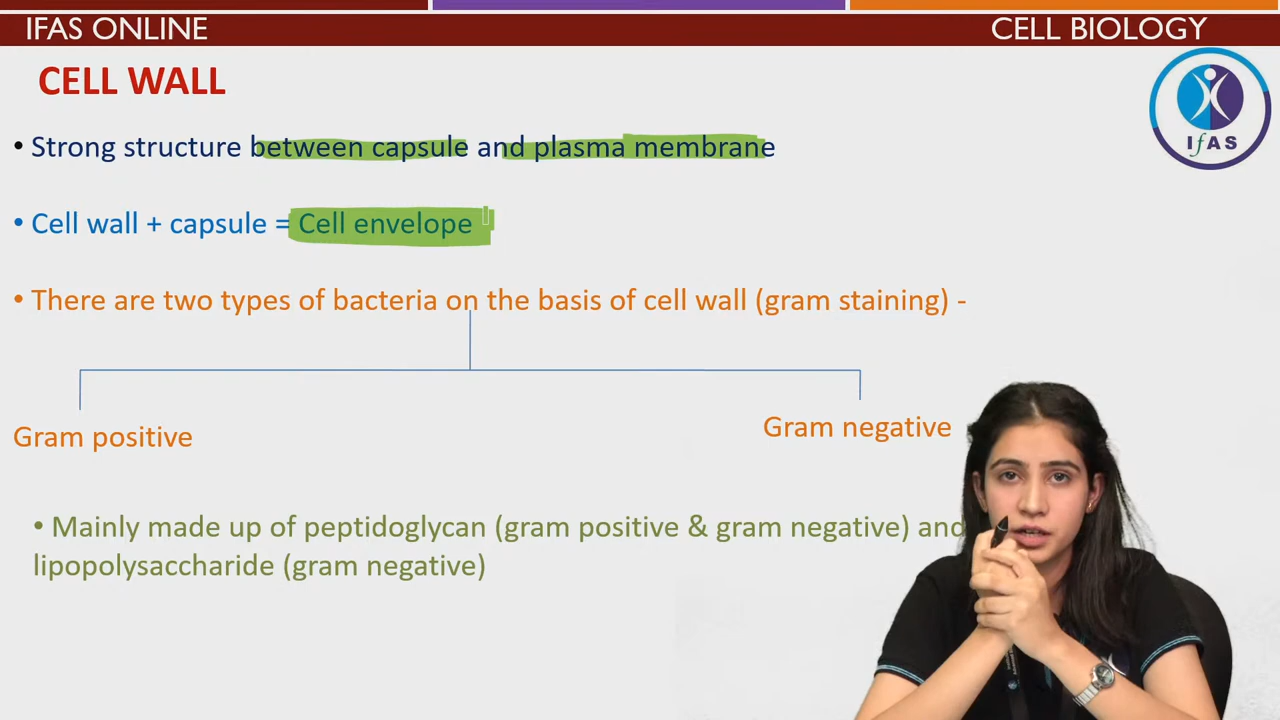 IFAS ONLINE
CELL BIOLOGY
CELL WALL
IfAS
• Strong structure between capsule and plasma membrane
• Cell wall + capsule = Cell envelope
• There are two types of bacteria on the basis of cell wall (gram staining) -
Gram positive
Gram negative
• Mainly made up of peptidoglycan (gram positive & gram negative) and
lipopolysaccharide (gram negative)